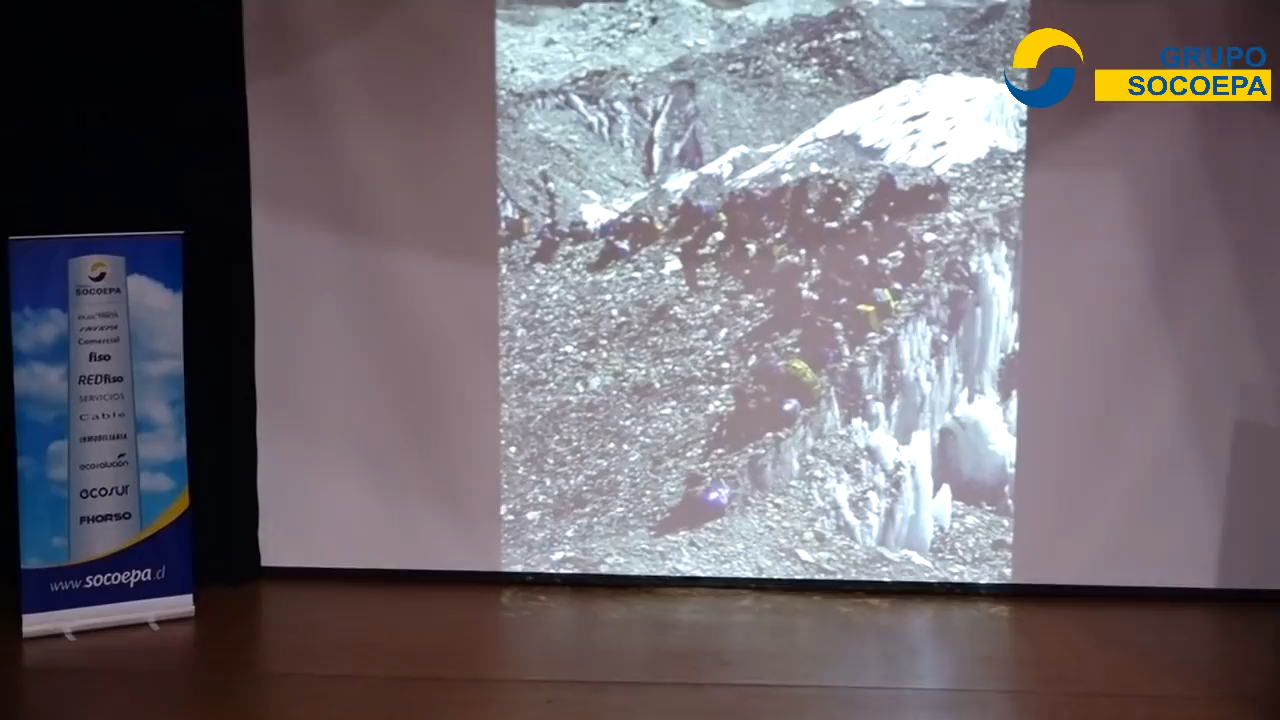 GRUPO
SOCOEPA
SOCOEPA
Comercial
fiso
REDfiso
SERVICIOS
Cable
INMOBILIARIA
ecosolución
ecosur
FHORSO
www.socoepa.cl